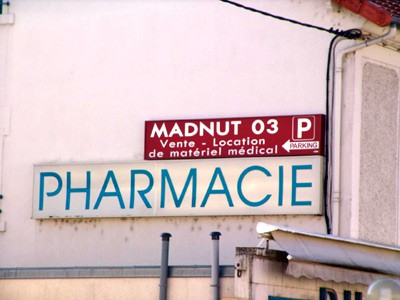 MADNUT 03 P
Vente - Location PARKING
de matériel médical
PHARMACIE